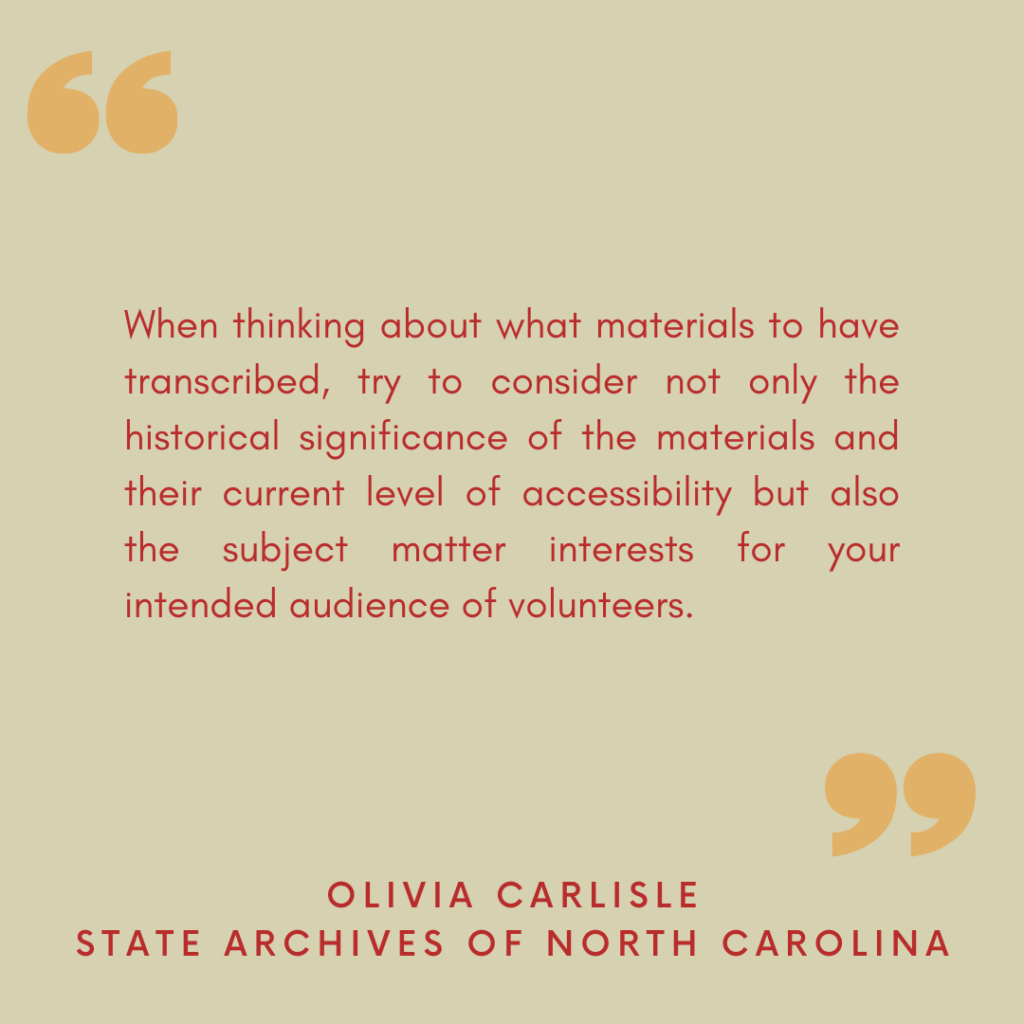 “
When thinking about what materials to have
transcribed, try to consider not only the
historical significance of the materials and
their current level of accessibility but also
the subject matter interests for your
intended audience of volunteers.
”
OLIVIA CARLISLE
STATE ARCHIVES OF NORTH CAROLINA